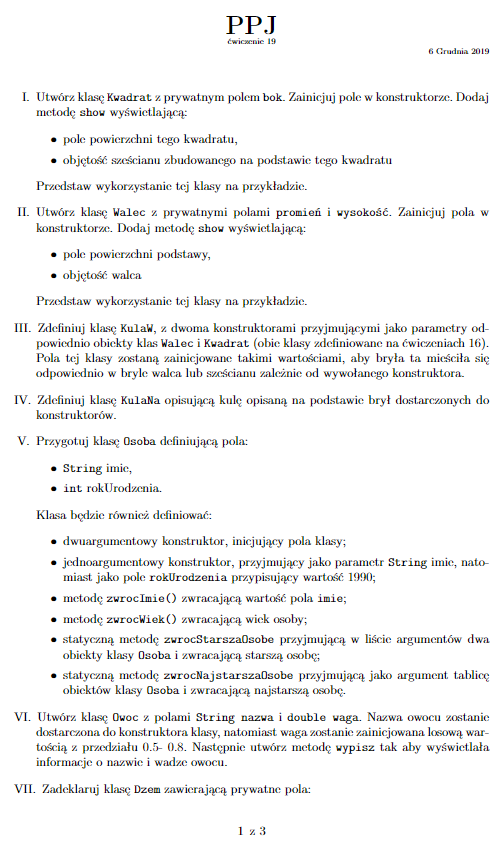 PPJ
ćwiczenie 19
6 Grudnia 2019
I. Utwórz klasę Kwadrat z prywatnym polem bok. Zainicjuj pole w konstruktorze. Dodaj
metodę show wyświetlającą:
• pole powierzchni tego kwadratu,
• objętość sześcianu zbudowanego na podstawie tego kwadratu
Przedstaw wykorzystanie tej klasy na przykładzie.
II. Utwórz klasę Walec z prywatnymi polami promień i wysokość. Zainicjuj pola w
konstruktorze. Dodaj metodę show wyświetlającą:
• pole powierzchni podstawy,
• objętość walca
Przedstaw wykorzystanie tej klasy na przykładzie.
III. Zdefiniuj klasę KulaW, z dwoma konstruktorami przyjmującymi jako parametry od-
powiednio obiekty klas Walec i Kwadrat (obie klasy zdefiniowane na ćwiczeniach 16).
Pola tej klasy zostaną zainicjowane takimi wartościami, aby bryła ta mieściła się
odpowiednio w bryle walca lub sześcianu zależnie od wywołanego konstruktora.
IV. Zdefiniuj klasę KulaNa opisującą kulę opisaną na podstawie brył dostarczonych do
konstruktorów.
V. Przygotuj klasę Osoba definiującą pola:
• String imie,
• int rokUrodzenia.
Klasa będzie również definiować:
• dwuargumentowy konstruktor, inicjujący pola klasy;
• jednoargumentowy konstruktor, przyjmujący jako parametr String imie, nato-
miast jako pole rokUrodzenia przypisujący wartość 1990;
• metodę zwrocImie() zwracającą wartość pola imie;
• metodę zwrocWiek() zwracającą wiek osoby;
• statyczną metodę zwrocStarszaOsobe przyjmującą w liście argumentów dwa
obiekty klasy Osoba i zwracającą starszą osobę;
• statyczną metodę zwrocNajstarszaOsobe przyjmującą jako argument tablicę
obiektów klasy Osoba i zwracającą najstarszą osobę.
VI. Utwórz klasę Owoc z polami String nazwa i double waga. Nazwa owocu zostanie
dostarczona do konstruktora klasy, natomiast waga zostanie zainicjowana losową war-
tością z przedziału 0.5- 0.8. Następnie utwórz metodę wypisz tak aby wyświetlała
informacje o nazwie i wadze owocu.
VII. Zadeklaruj klasę Dzem zawierającą prywatne pola:
1 z 3